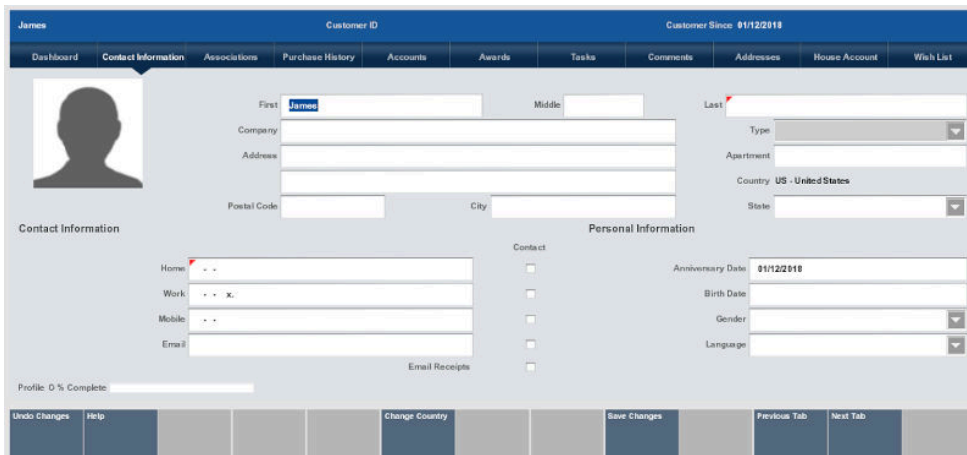 James Customer ID Customer Since 01/12/2018
Dashboard Contact Information Associations Purchase History Accounts Awards Tasks Comments Addresses House Account Wish List
First James Middle Last
Company Type
Address Apartment
Country US - United States
Postal Code City State
Contact Information Personal Information
Contact
Home - - Anniversary Date 01/12/2018
Work - - x. Birth Date
Mobile - - Gender
Email Language
Email Receipts
Profile 0 % Complete
Undo Changes Help Change Country Save Changes Previous Tab Next Tab